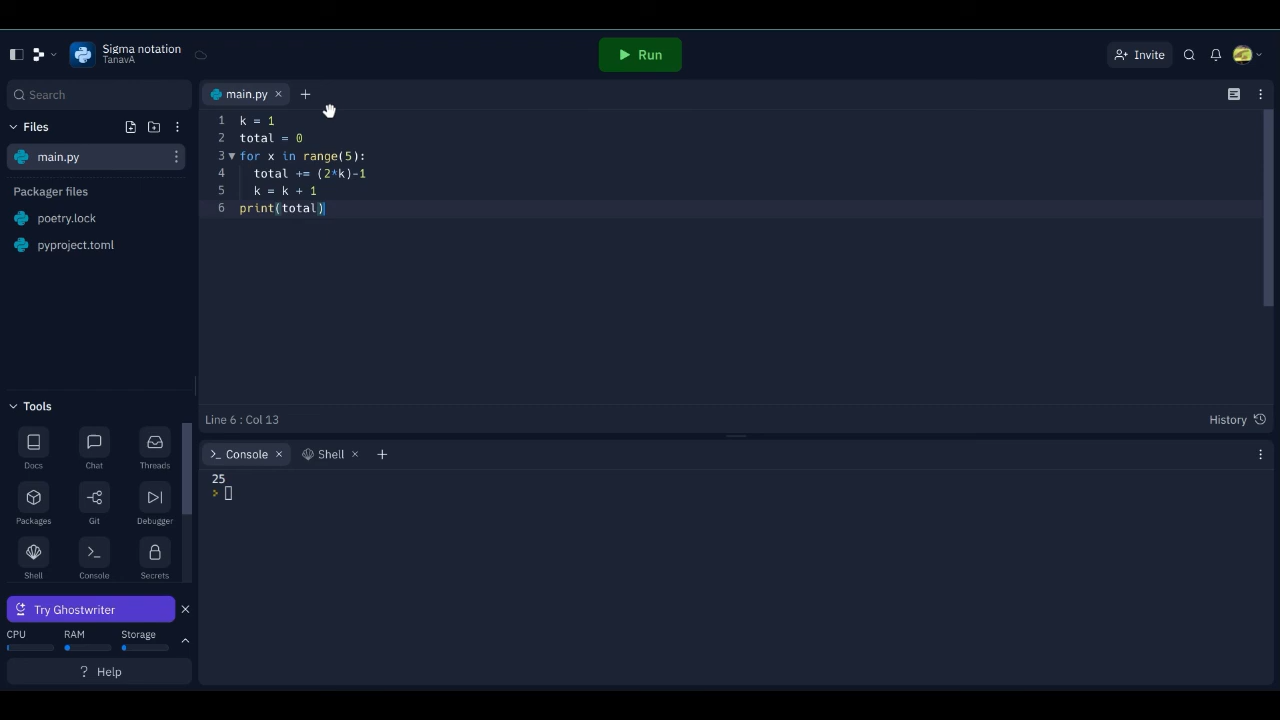 Sigma notation
TanavA
Run
Invite
Search
Files
main.py
Packager files
poetry.lock
pyproject.toml
Tools
Docs
Chat
Threads
Packages
Git
Debugger
Shell
Console
Secrets
Try Ghostwriter
CPU
RAM
Storage
? Help
main.py
1 k = 1
2 total = 0
3 for x in range(5):
4 total += (2*k)-1
5 k = k + 1
6 print(total)
Line 6 : Col 13
History
>_ Console
Shell
25